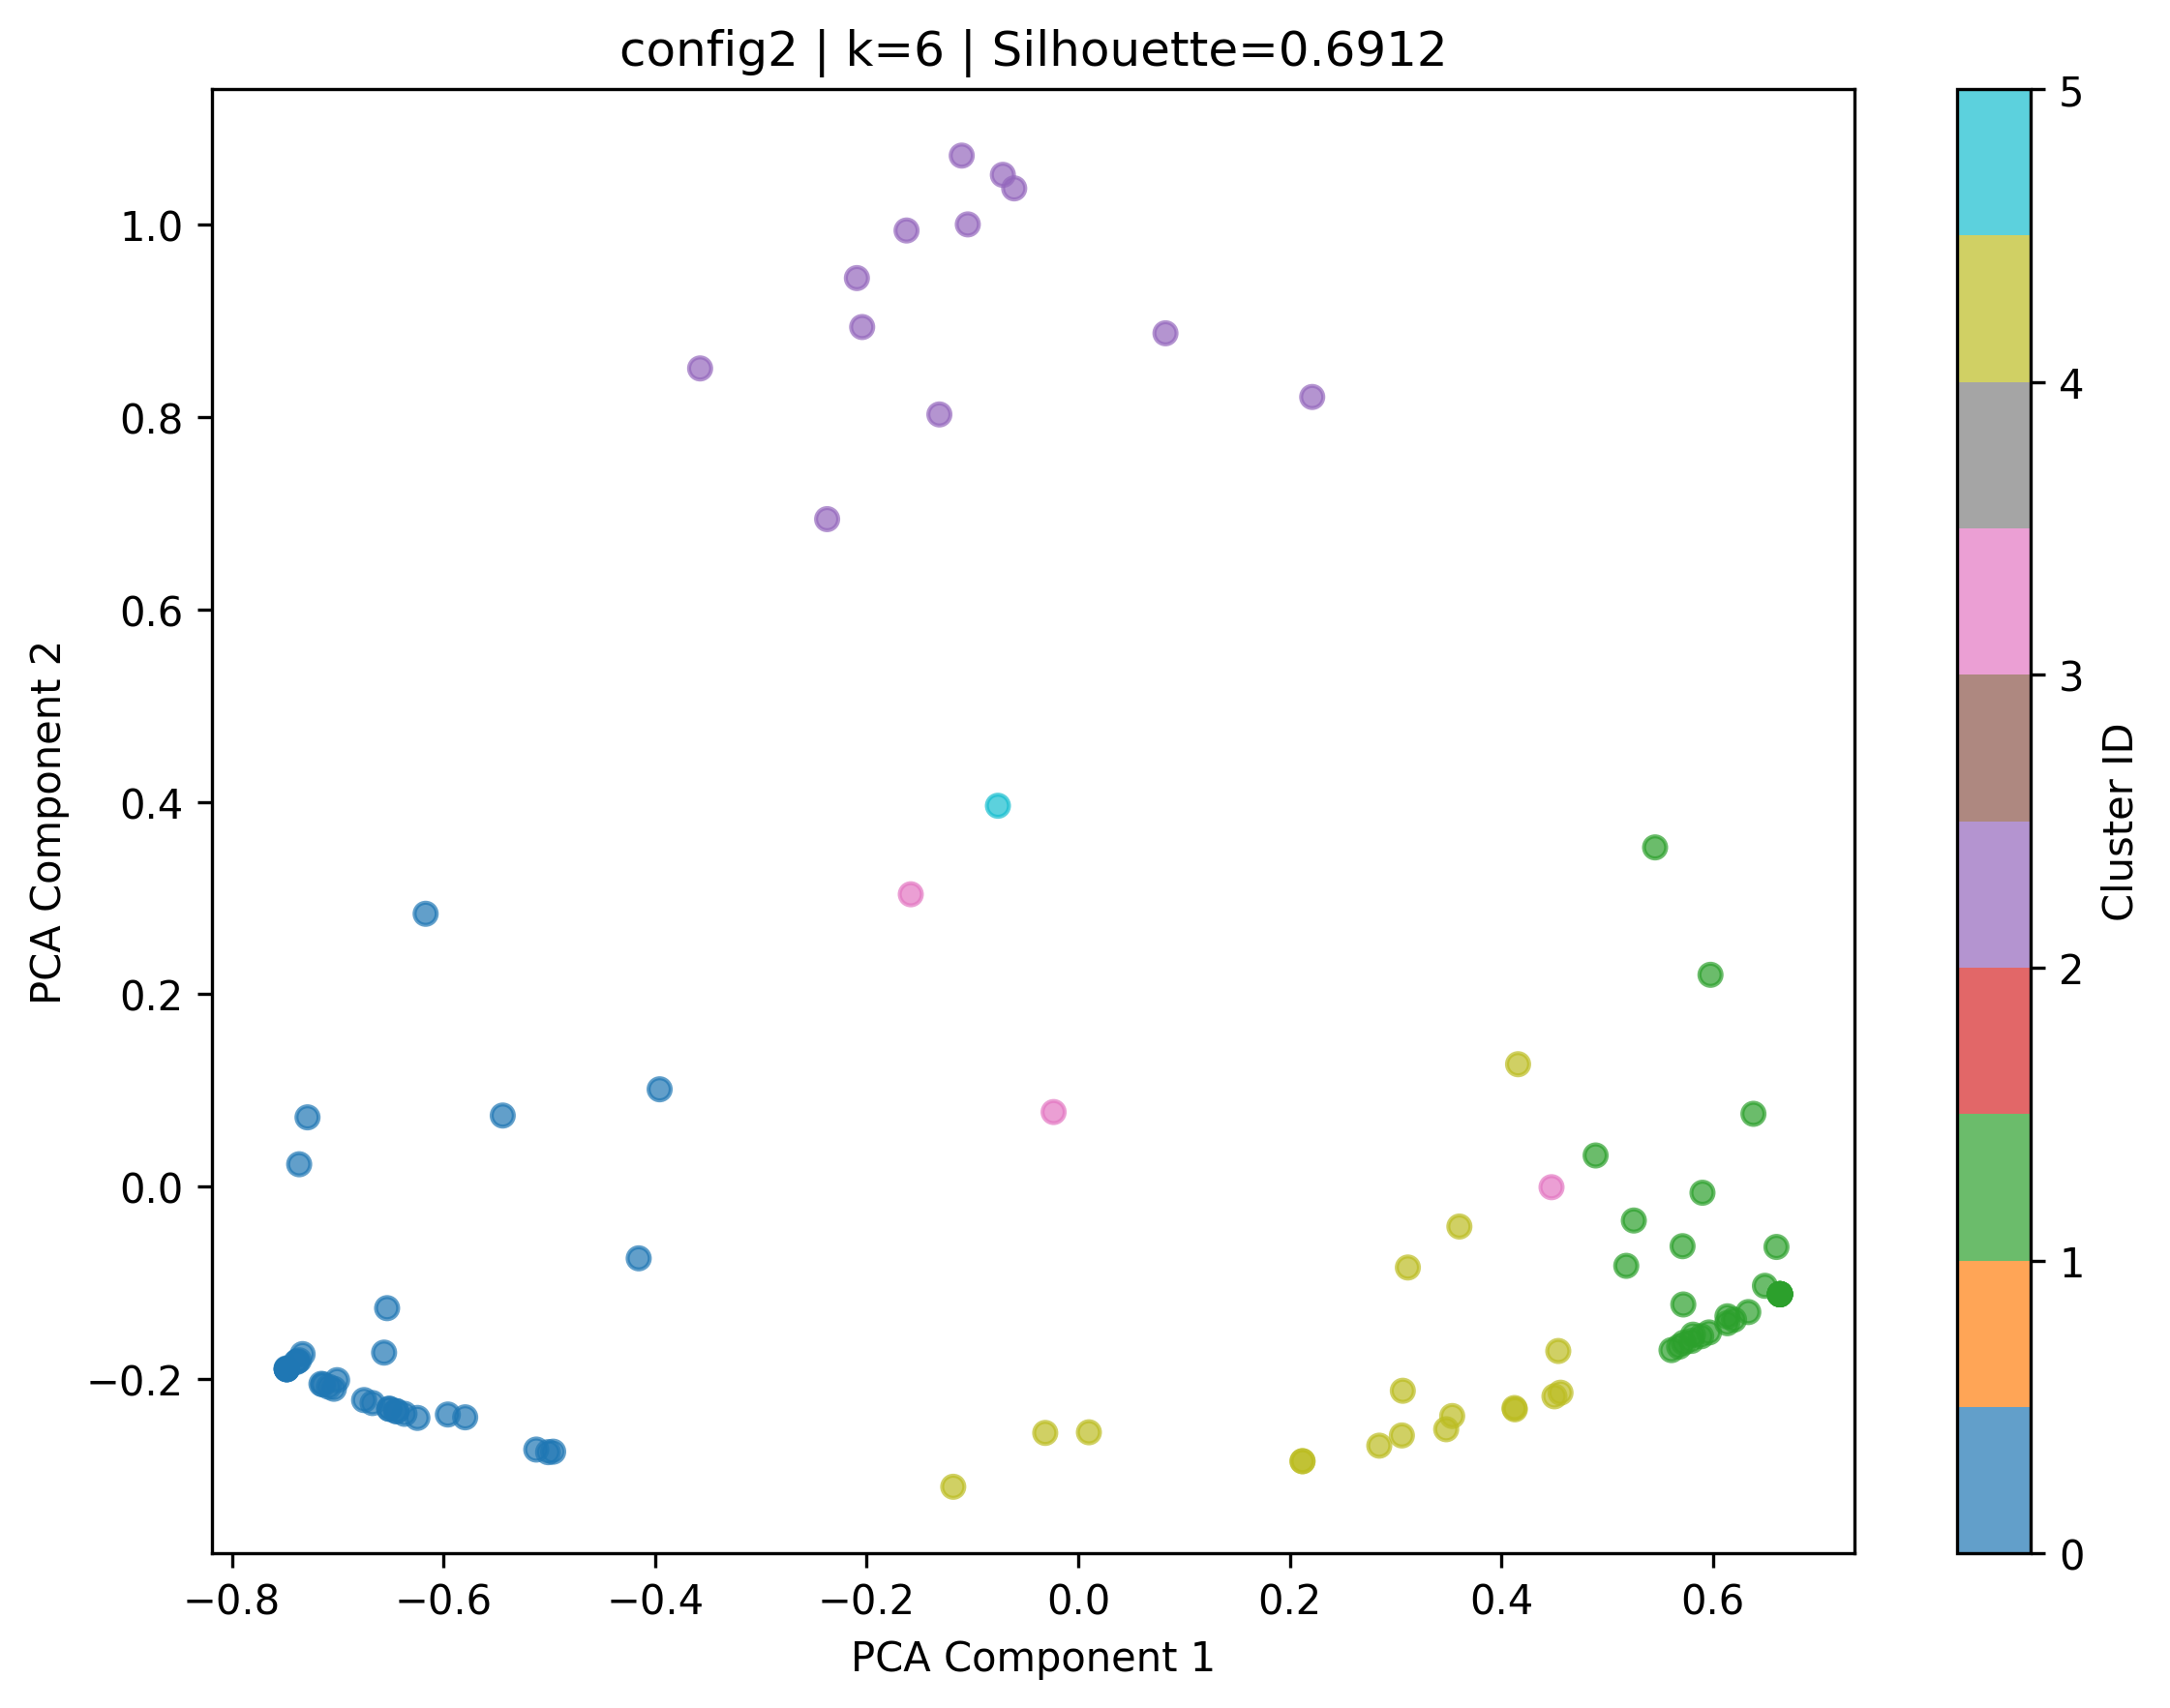 config2 | k=6 | Silhouette=0.6912
1.0
0.8
0.6
0.4
0.2
0.0
−0.2
PCA Component 2
−0.8 −0.6 −0.4 −0.2 0.0 0.2 0.4 0.6
PCA Component 1
5
4
3
2
1
0
Cluster ID